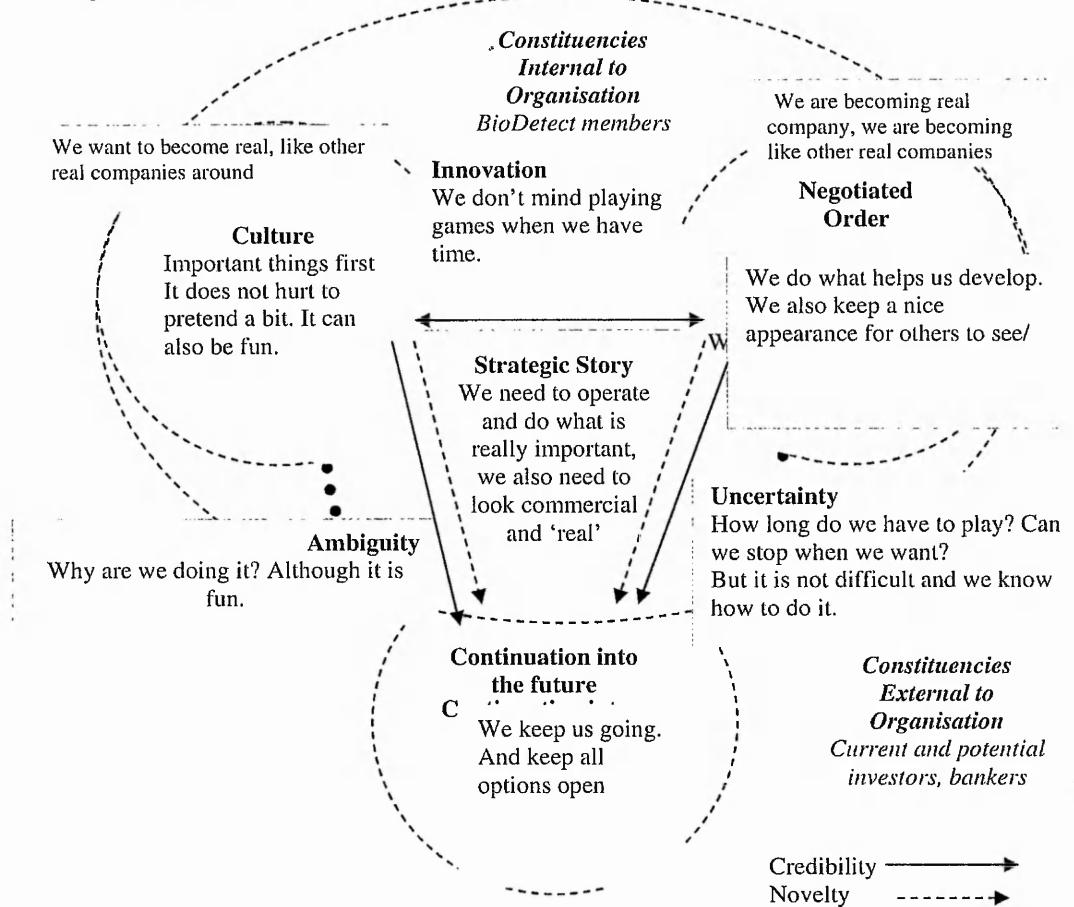 Constituencies
Internal to
Organisation
BioDetect members
We are becoming real
company, we are becoming
like other real companies
We want to become real, like other
real companies around
Innovation
We don't mind playing
games when we have
time.
Negotiated
Order
Culture
Important things first
It does not hurt to
pretend a bit. It can
also be fun.
We do what helps us develop.
We also keep a nice
appearance for others to see/
W
Strategic Story
We need to operate
and do what is
really important,
we also need to
look commercial
and 'real'
Uncertainty
How long do we have to play? Can
we stop when we want?
But it is not difficult and we know
how to do it.
Ambiguity
Why are we doing it? Although it is
fun.
Continuation into
the future
C
We keep us going.
And keep all
options open
Constituencies
External to
Organisation
Current and potential
investors, bankers
Credibility
Novelty